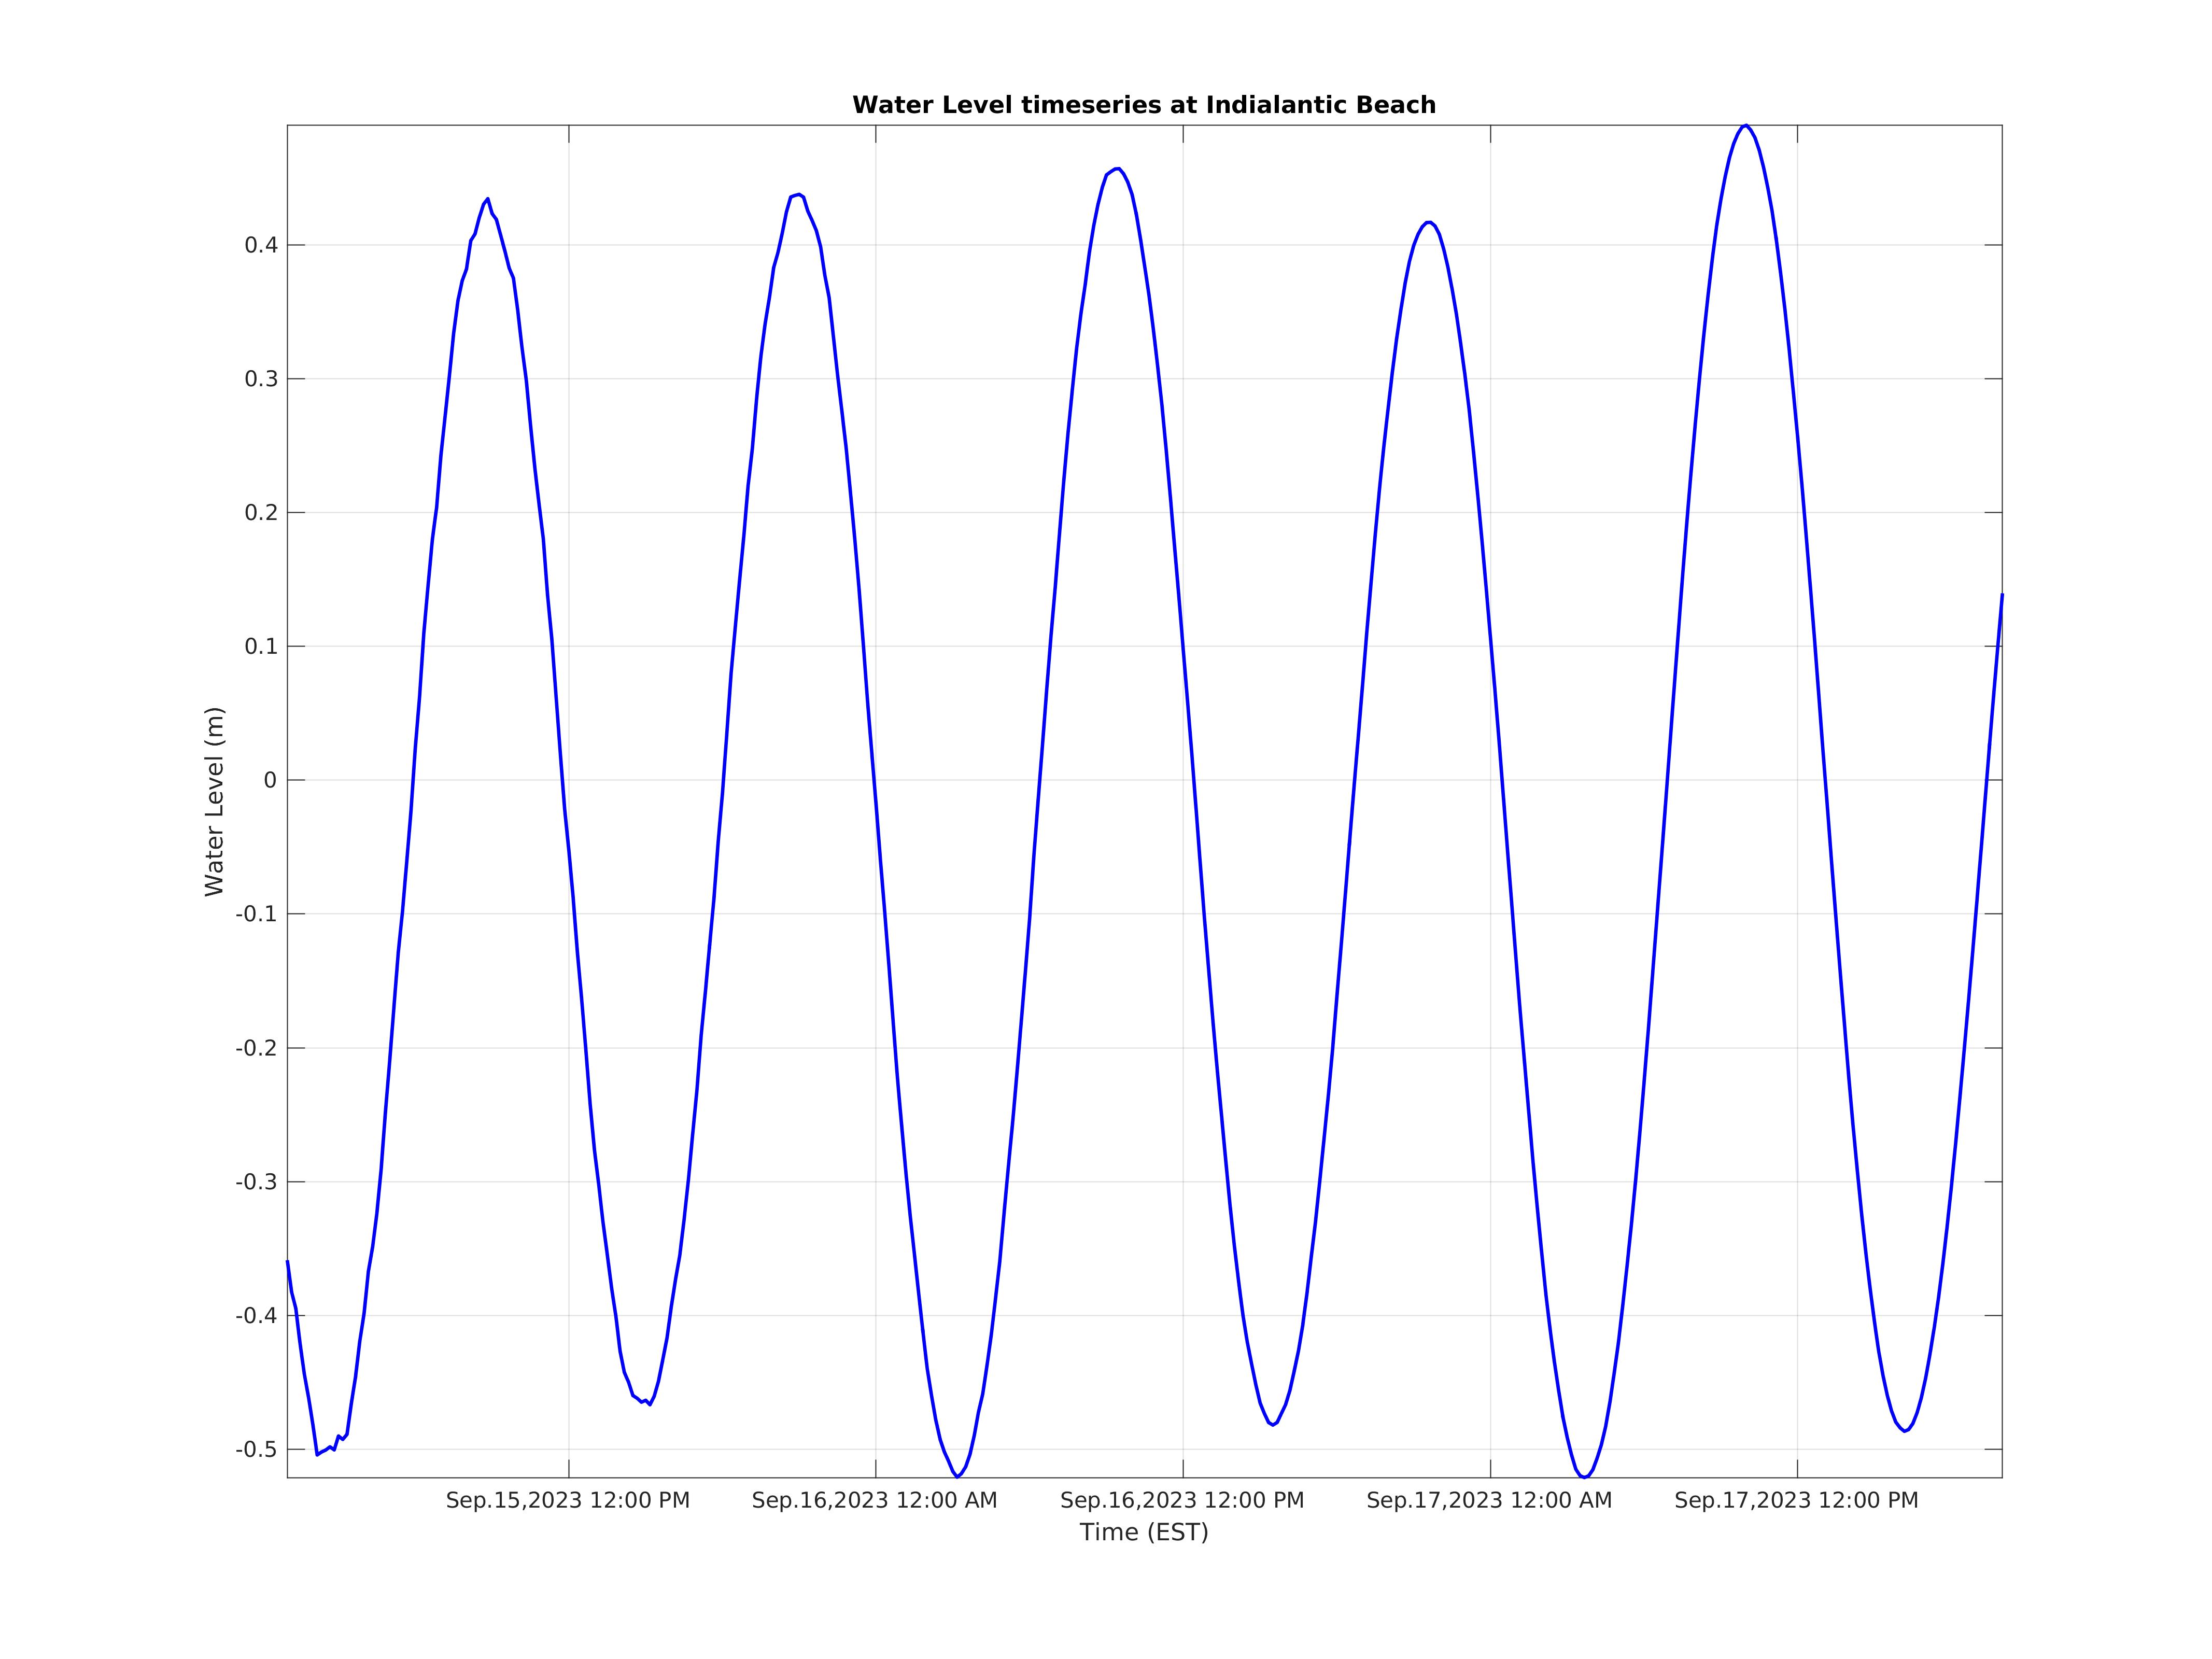 Water Level timeseries at Indialantic Beach
0.4
0.3
0.2
0.1
0
-0.1
-0.2
-0.3
-0.4
-0.5
Water Level (m)
Sep.15,2023 12:00 PM
Sep.16,2023 12:00 AM
Sep.16,2023 12:00 PM
Sep.17,2023 12:00 AM
Sep.17,2023 12:00 PM
Time (EST)